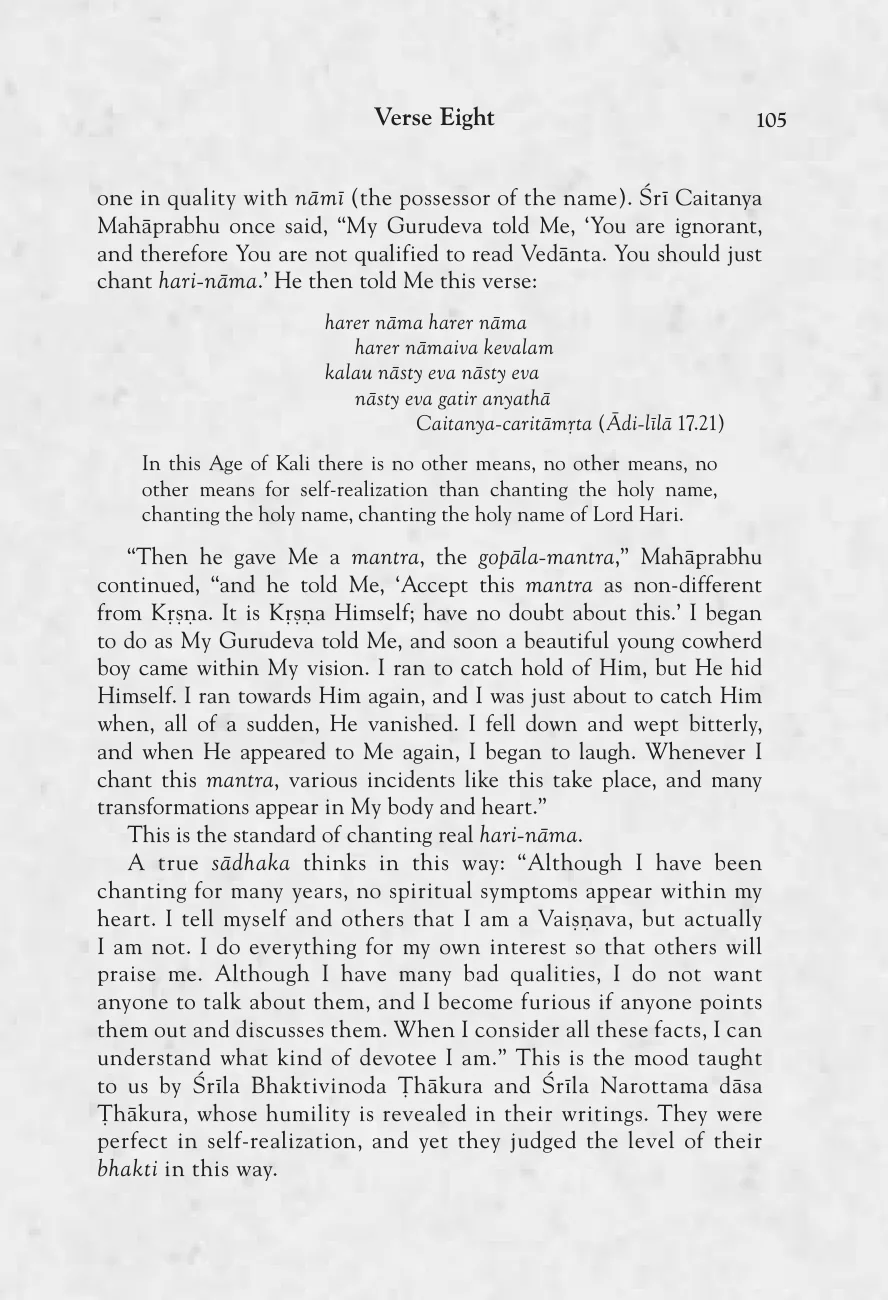 Verse Eight 105
one in quality with nāmī (the possessor of the name). Śrī Caitanya
Mahāprabhu once said, “My Gurudeva told Me, ‘You are ignorant,
and therefore You are not qualified to read Vedānta. You should just
chant hari-nāma.’ He then told Me this verse:
harer nāma harer nāma
harer nāmaiva kevalam
kalau nāsty eva nāsty eva
nāsty eva gatir anyathā
Caitanya-caritāmṛta (Ādi-līlā 17.21)
In this Age of Kali there is no other means, no other means, no
other means for self-realization than chanting the holy name,
chanting the holy name, chanting the holy name of Lord Hari.
“Then he gave Me a mantra, the gopāla-mantra,” Mahāprabhu
continued, “and he told Me, ‘Accept this mantra as non-different
from Kṛṣṇa. It is Kṛṣṇa Himself; have no doubt about this.’ I began
to do as My Gurudeva told Me, and soon a beautiful young cowherd
boy came within My vision. I ran to catch hold of Him, but He hid
Himself. I ran towards Him again, and I was just about to catch Him
when, all of a sudden, He vanished. I fell down and wept bitterly,
and when He appeared to Me again, I began to laugh. Whenever I
chant this mantra, various incidents like this take place, and many
transformations appear in My body and heart.”
This is the standard of chanting real hari-nāma.
A true sādhaka thinks in this way: “Although I have been
chanting for many years, no spiritual symptoms appear within my
heart. I tell myself and others that I am a Vaiṣṇava, but actually
I am not. I do everything for my own interest so that others will
praise me. Although I have many bad qualities, I do not want
anyone to talk about them, and I become furious if anyone points
them out and discusses them. When I consider all these facts, I can
understand what kind of devotee I am.” This is the mood taught
to us by Śrīla Bhaktivinoda Ṭhākura and Śrīla Narottama dāsa
Ṭhākura, whose humility is revealed in their writings. They were
perfect in self-realization, and yet they judged the level of their
bhakti in this way.